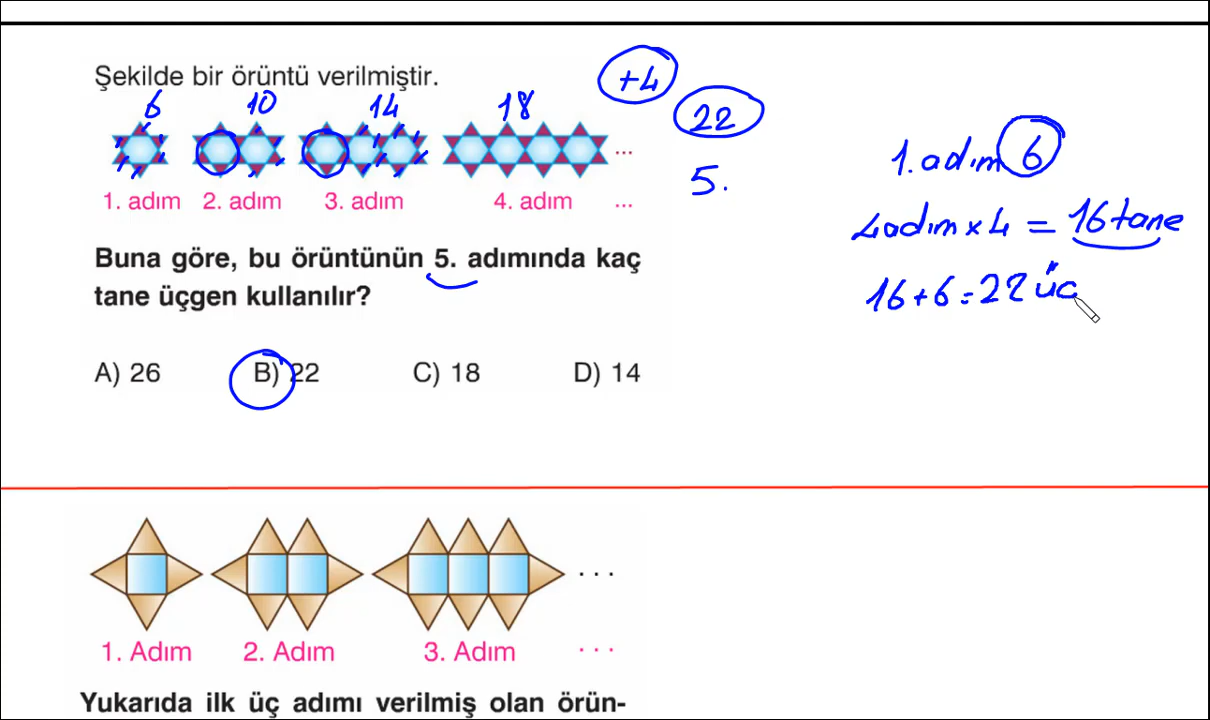 Şekilde bir örüntü verilmiştir.
+4
6 10 14 18
22
...
1. adım 2. adım 3. adım 4. adım ...
5.
Buna göre, bu örüntünün 5. adımında kaç
tane üçgen kullanılır?
A) 26 B) 22 C) 18 D) 14
1. adım 6
4 adım x 4 = 16 tane
16+6=22 üç
...
1. Adım 2. Adım 3. Adım ...
Yukarıda ilk üç adımı verilmiş olan örün-